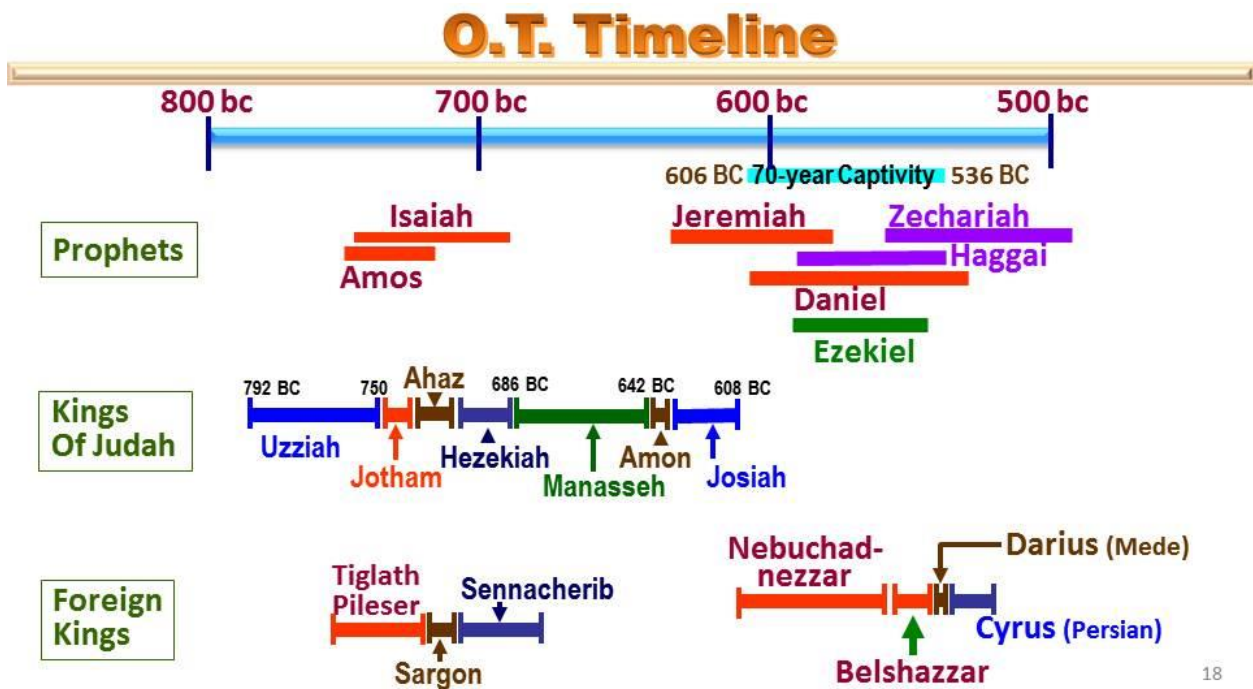 O.T. Timeline
800 bc 700 bc 600 bc 500 bc
606 BC 70-year Captivity 536 BC
Prophets
Isaiah
Amos
Jeremiah
Zechariah
Haggai
Daniel
Ezekiel
Kings
Of Judah
792 BC 750 686 BC 642 BC 608 BC
Uzziah
Jotham
Ahaz
Hezekiah
Manasseh
Amon
Josiah
Foreign
Kings
Tiglath
Pileser
Sargon
Sennacherib
Nebuchad-
nezzar
Belshazzar
Darius (Mede)
Cyrus (Persian)
18